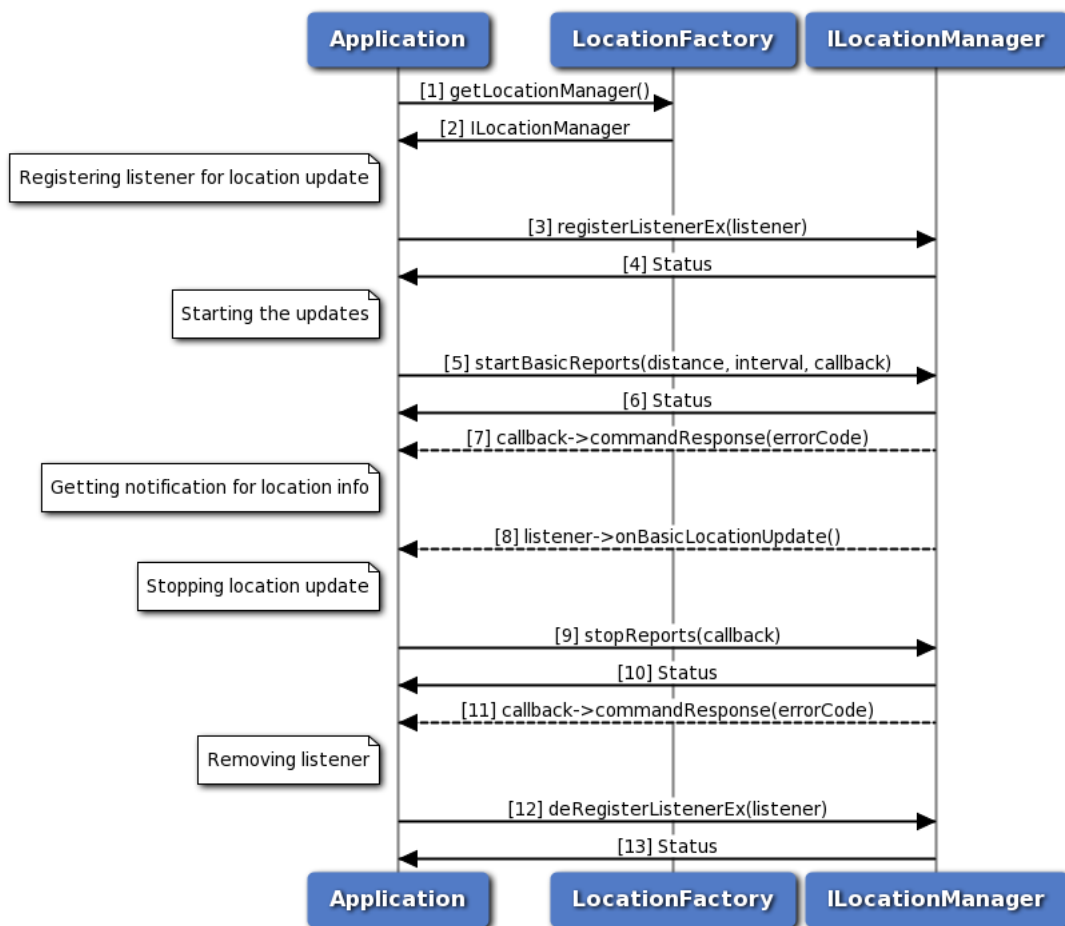 Application
LocationFactory
ILocationManager
[1] getLocationManager()
[2] ILocationManager
Registering listener for location update
[3] registerListenerEx(listener)
[4] Status
Starting the updates
[5] startBasicReports(distance, interval, callback)
[6] Status
[7] callback->commandResponse(errorCode)
Getting notification for location info
[8] listener->onBasicLocationUpdate()
Stopping location update
[9] stopReports(callback)
[10] Status
[11] callback->commandResponse(errorCode)
Removing listener
[12] deRegisterListenerEx(listener)
[13] Status
Application
LocationFactory
ILocationManager